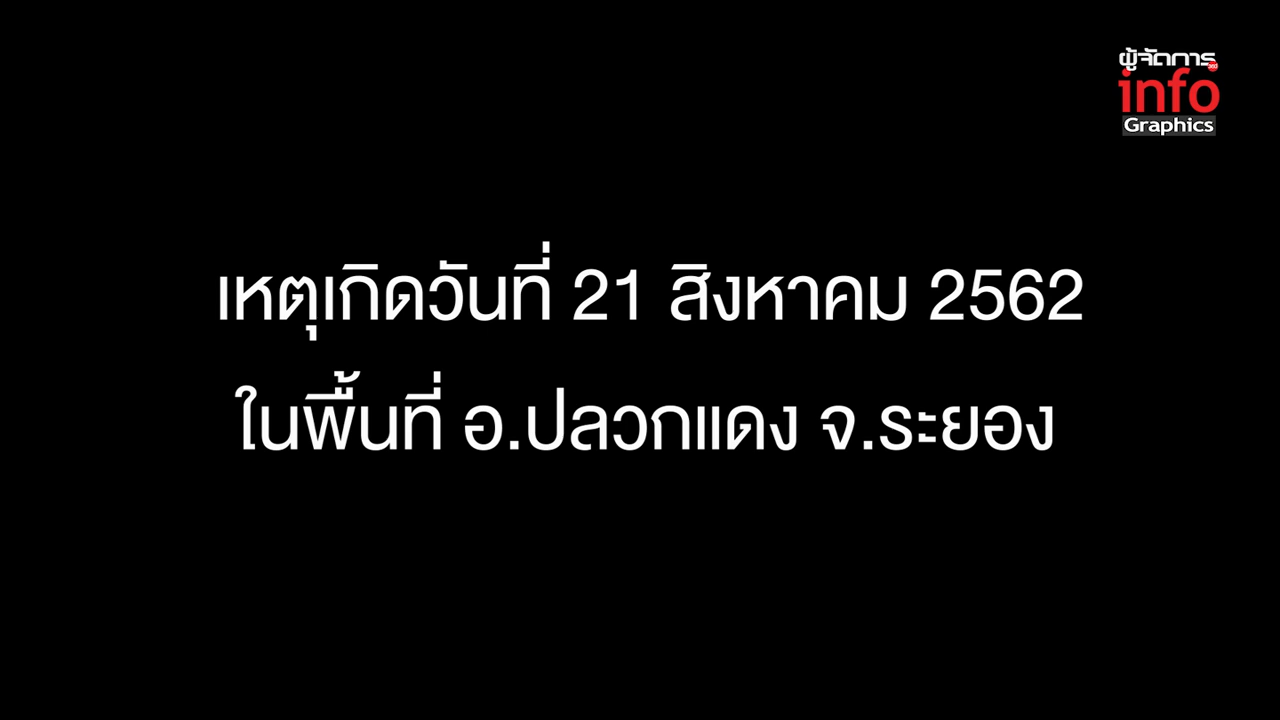 ผู้จัดการ
360
info
Graphics
เหตุเกิดวันที่ 21 สิงหาคม 2562
ในพื้นที่ อ.ปลวกแดง จ.ระยอง